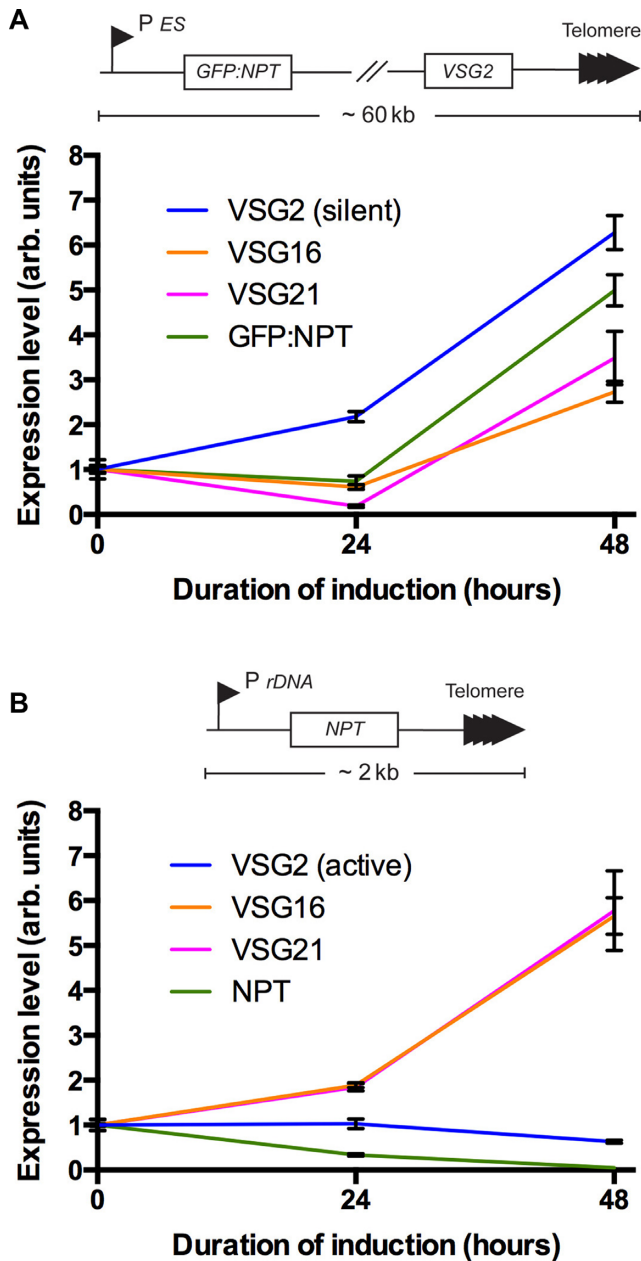 A
P ES
Telomere
GFP:NPT
VSG2
~ 60 kb
8
7
6
5
4
3
2
1
0
Expression level (arb. units)
VSG2 (silent)
VSG16
VSG21
GFP:NPT
0 24 48
Duration of induction (hours)
B
P rDNA
Telomere
NPT
~ 2 kb
8
7
6
5
4
3
2
1
0
Expression level (arb. units)
VSG2 (active)
VSG16
VSG21
NPT
0 24 48
Duration of induction (hours)